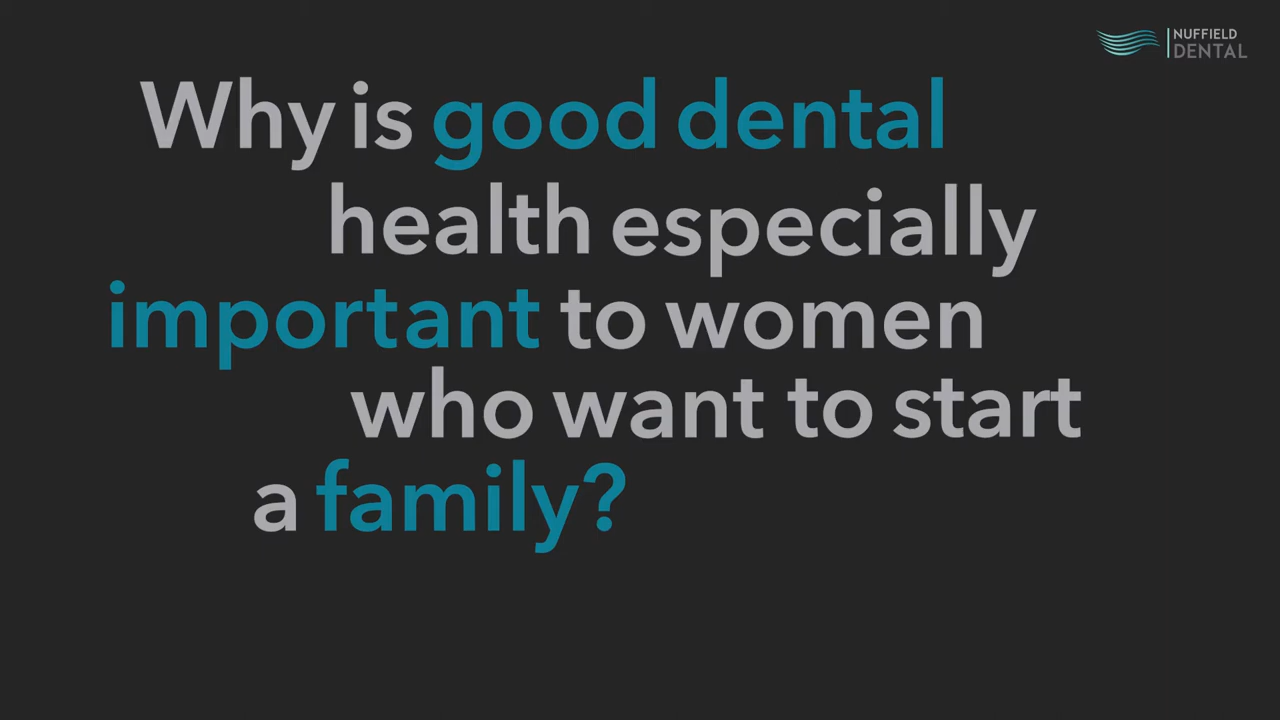 NUFFIELD
DENTAL
Why is good dental
health especially
important to women
who want to start
a family?